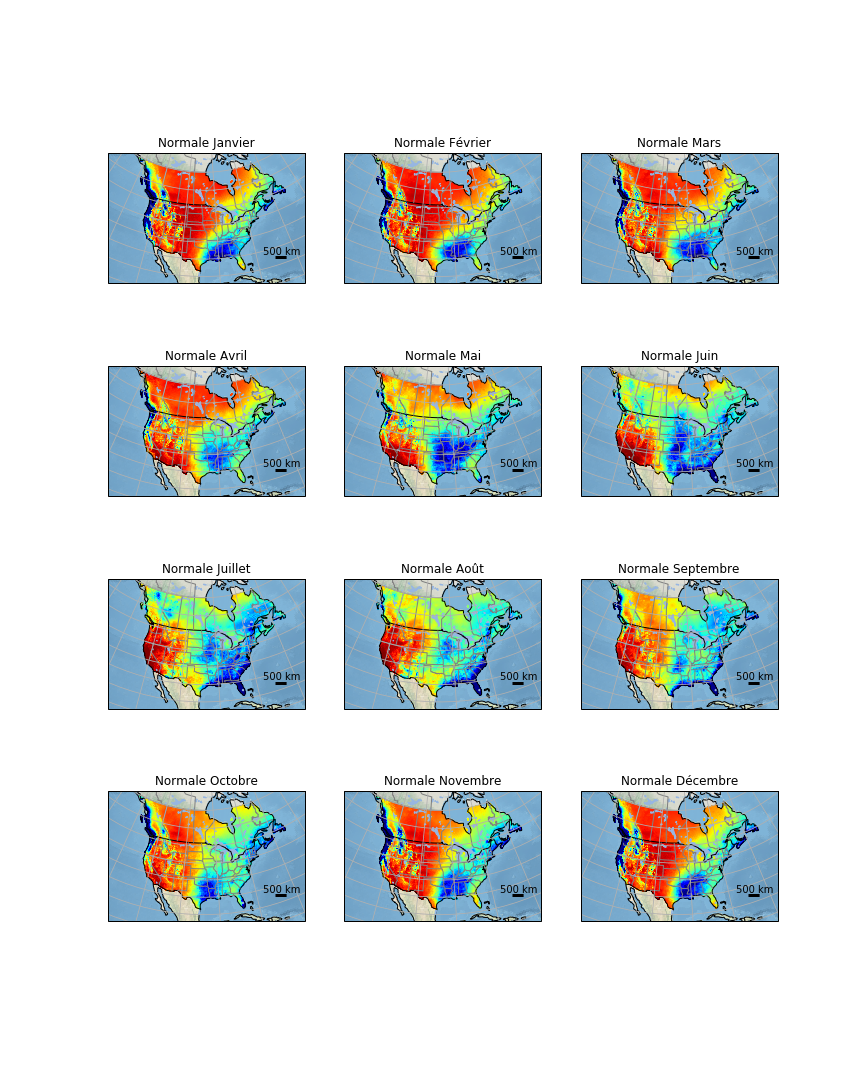 Normale Janvier
Normale Février
Normale Mars
500 km
500 km
500 km
Normale Avril
Normale Mai
Normale Juin
500 km
500 km
500 km
Normale Juillet
Normale Août
Normale Septembre
500 km
500 km
500 km
Normale Octobre
Normale Novembre
Normale Décembre
500 km
500 km
500 km